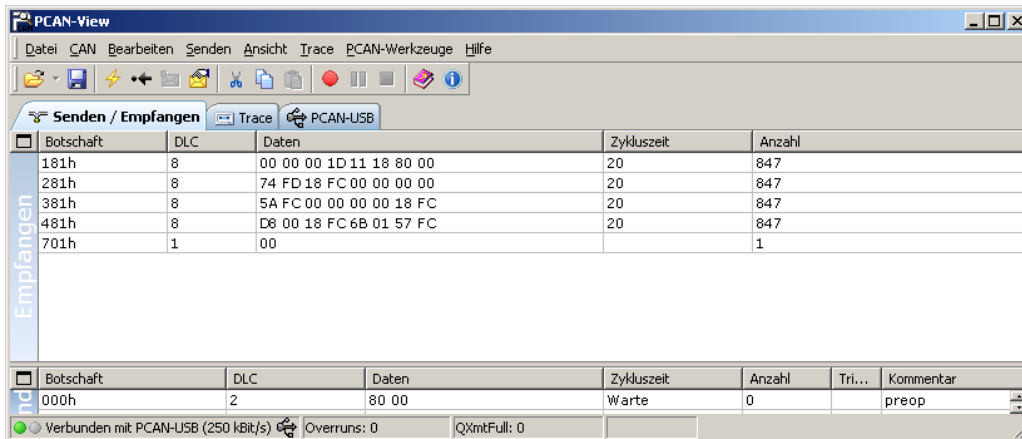 PCAN-View
Datei CAN Bearbeiten Senden Ansicht Trace PCAN-Werkzeuge Hilfe
Senden / Empfangen Trace PCAN-USB
Botschaft DLC Daten Zykluszeit Anzahl
181h 8 00 00 00 1D 11 18 80 00 20 847
281h 8 74 FD 18 FC 00 00 00 00 20 847
381h 8 5A FC 00 00 00 00 18 FC 20 847
481h 8 D8 00 18 FC 6B 01 57 FC 20 847
701h 1 00 1
Empfangen
Botschaft DLC Daten Zykluszeit Anzahl Tri... Kommentar
000h 2 80 00 Warte 0 preop
nd
Verbunden mit PCAN-USB (250 kBit/s) Overruns: 0 QXmtFull: 0